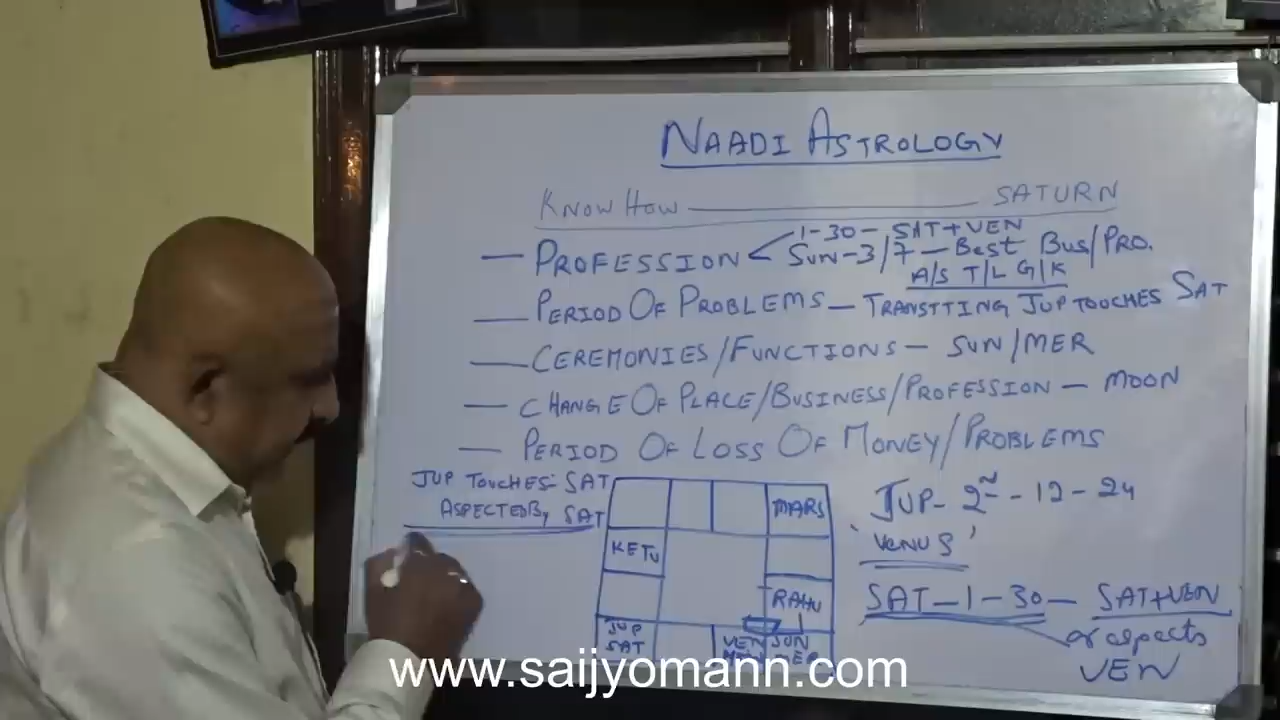 NAADI ASTROLOGY
KNOW HOW ———— SATURN
— PROFESSION < 1-30- SAT+VEN
SUN-3/7-Best Bus/PRO.
A/S T/L G/K
— PERIOD OF PROBLEMS - TRANSTTING JUP TOUCHES SAT
— CEREMONIES/FUNCTIONS - SUN/MER
— CHANGE OF PLACE/BUSINESS/PROFESSION - MOON
— PERIOD OF LOSS OF MONEY/PROBLEMS
JUP TOUCHES- SAT
ASPECTED By SAT
MARS
KETU
RAHU
JUP
SAT
VEN
SUN
MER
JUP- 2nd - 12 - 24
'VENUS'
SAT-1-30- SAT+VEN
or aspects
VEN
www.saijyomann.com